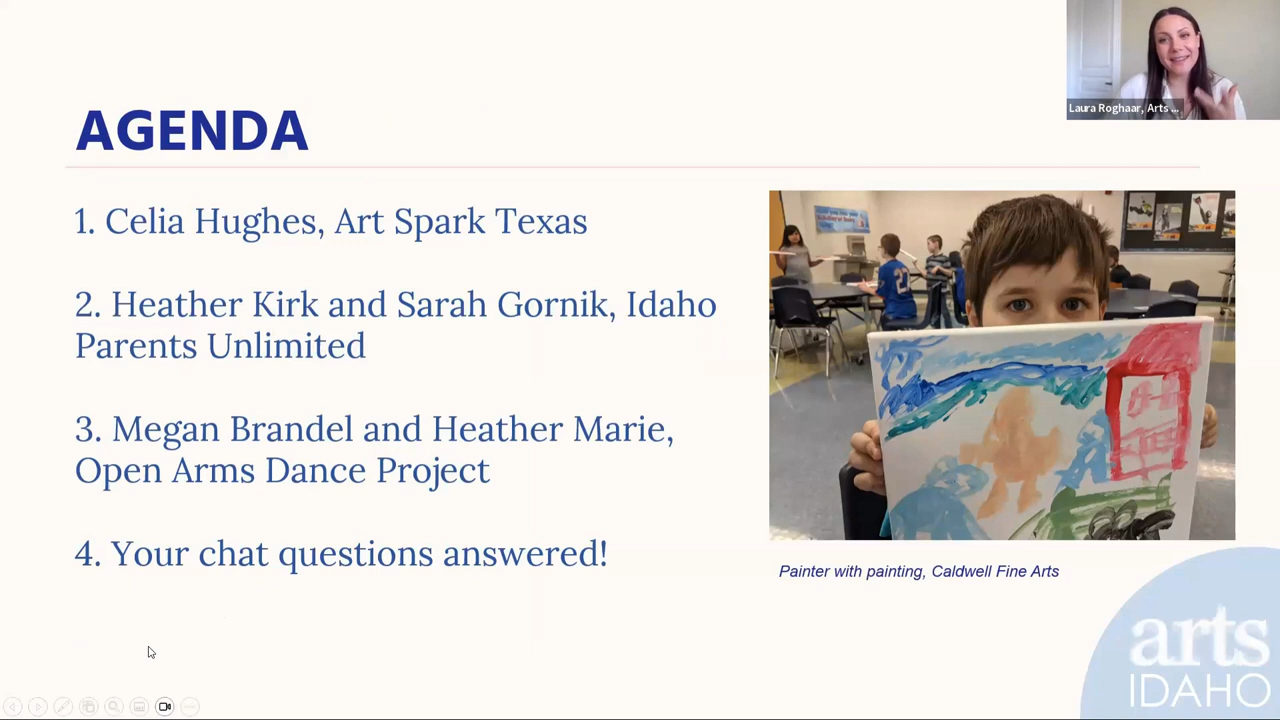 Laura Roghaar, Arts ...
AGENDA
1. Celia Hughes, Art Spark Texas
2. Heather Kirk and Sarah Gornik, Idaho
Parents Unlimited
3. Megan Brandel and Heather Marie,
Open Arms Dance Project
4. Your chat questions answered!
Painter with painting, Caldwell Fine Arts
arts
IDAHO